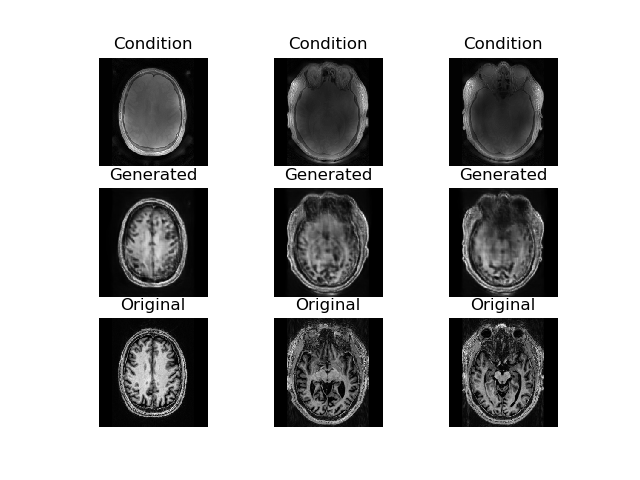 Condition Condition Condition
Generated Generated Generated
Original Original Original